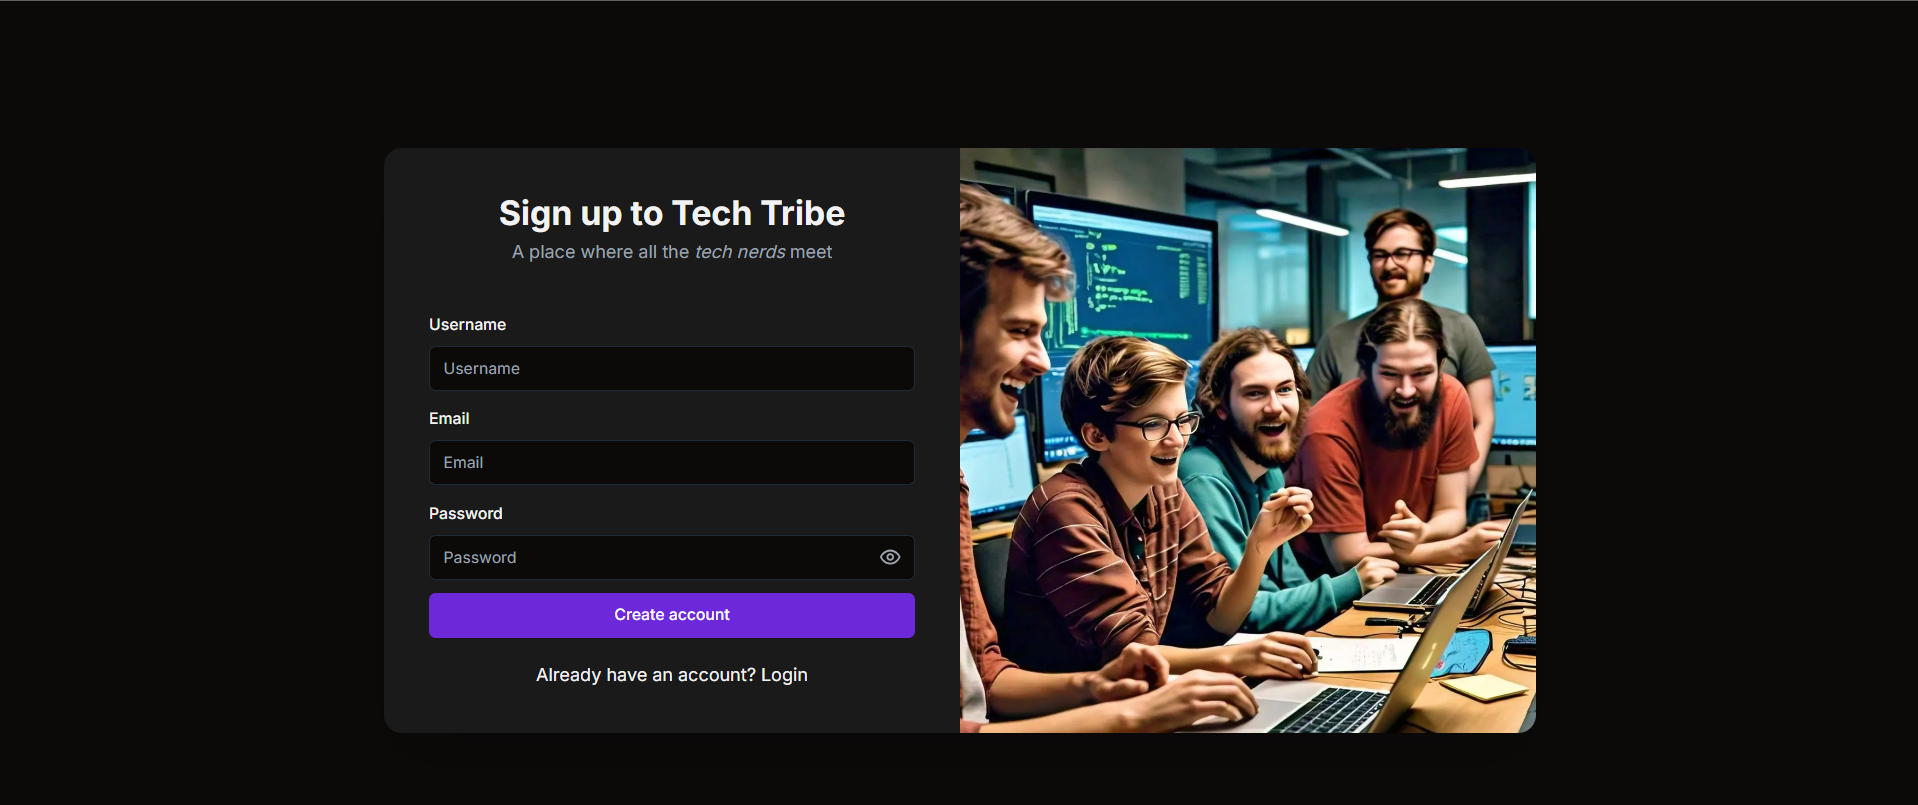 Sign up to Tech Tribe
A place where all the tech nerds meet
Username
Username
Email
Email
Password
Password
Create account
Already have an account? Login